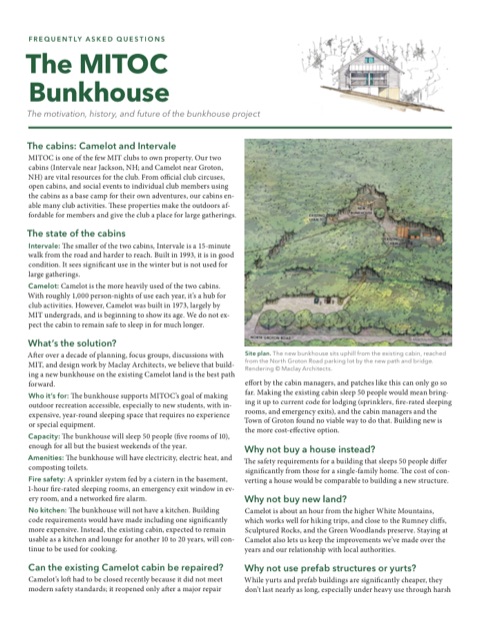 FREQUENTLY ASKED QUESTIONS
The MITOC
Bunkhouse
The motivation, history, and future of the bunkhouse project
The cabins: Camelot and Intervale
MITOC is one of the few MIT clubs to own property. Our two
cabins (Intervale near Jackson, NH; and Camelot near Groton,
NH) are vital resources for the club. From official club circuses,
open cabins, and social events to individual club members using
the cabins as a base camp for their own adventures, our cabins en-
able many club activities. These properties make the outdoors af-
fordable for members and give the club a place for large gatherings.
The state of the cabins
Intervale: The smaller of the two cabins, Intervale is a 15-minute
walk from the road and harder to reach. Built in 1993, it is in good
condition. It sees significant use in the winter but is not used for
large gatherings.
Camelot: Camelot is the more heavily used of the two cabins.
With roughly 1,000 person-nights of use each year, it's a hub for
club activities. However, Camelot was built in 1973, largely by
MIT undergrads, and is beginning to show its age. We do not ex-
pect the cabin to remain safe to sleep in for much longer.
What's the solution?
After over a decade of planning, focus groups, discussions with
MIT, and design work by Maclay Architects, we believe that build-
ing a new bunkhouse on the existing Camelot land is the best path
forward.
Who it's for: The bunkhouse supports MITOC's goal of making
outdoor recreation accessible, especially to new students, with in-
expensive, year-round sleeping space that requires no experience
or special equipment.
Capacity: The bunkhouse will sleep 50 people (five rooms of 10),
enough for all but the busiest weekends of the year.
Amenities: The bunkhouse will have electricity, electric heat, and
composting toilets.
Fire safety: A sprinkler system fed by a cistern in the basement,
1-hour fire-rated sleeping rooms, an emergency exit window in ev-
ery room, and a networked fire alarm.
No kitchen: The bunkhouse will not have a kitchen. Building
code requirements would have made including one significantly
more expensive. Instead, the existing cabin, expected to remain
usable as a kitchen and lounge for another 10 to 20 years, will con-
tinue to be used for cooking.
Can the existing Camelot cabin be repaired?
Camelot's loft had to be closed recently because it did not meet
modern safety standards; it reopened only after a major repair
NORTH GROTON ROAD
Site plan. The new bunkhouse sits uphill from the existing cabin, reached
from the North Groton Road parking lot by the new path and bridge.
Rendering © Maclay Architects.
effort by the cabin managers, and patches like this can only go so
far. Making the existing cabin sleep 50 people would mean bring-
ing it up to current code for lodging (sprinklers, fire-rated sleeping
rooms, and emergency exits), and the cabin managers and the
Town of Groton found no viable way to do that. Building new is
the more cost-effective option.
Why not buy a house instead?
The safety requirements for a building that sleeps 50 people differ
significantly from those for a single-family home. The cost of con-
verting a house would be comparable to building a new structure.
Why not buy new land?
Camelot is about an hour from the higher White Mountains,
which works well for hiking trips, and close to the Rumney cliffs,
Sculptured Rocks, and the Green Woodlands preserve. Staying at
Camelot also lets us keep the improvements we've made over the
years and our relationship with local authorities.
Why not use prefab structures or yurts?
While yurts and prefab buildings are significantly cheaper, they
don't last nearly as long, especially under heavy use through harsh